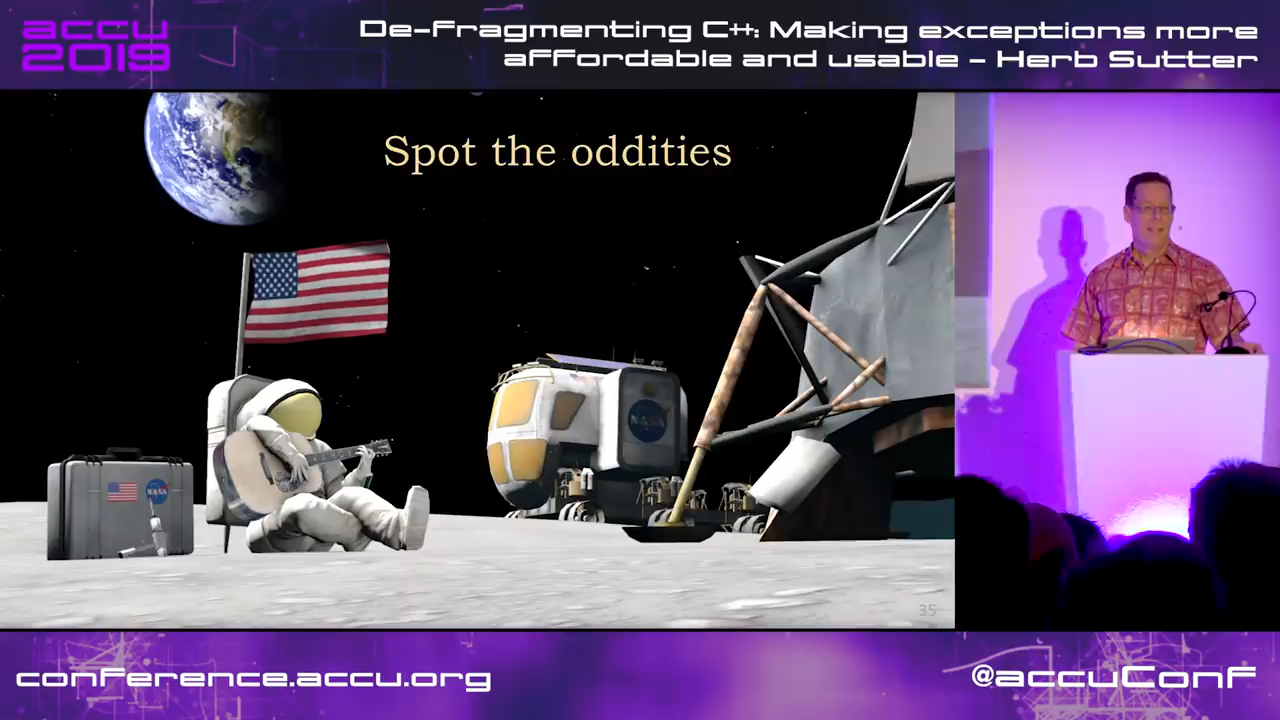 accu
2019
De-Fragmenting C++: Making exceptions more
affordable and usable - Herb Sutter
Spot the oddities
NASA
NASA
35
conference.accu.org
@accuConf